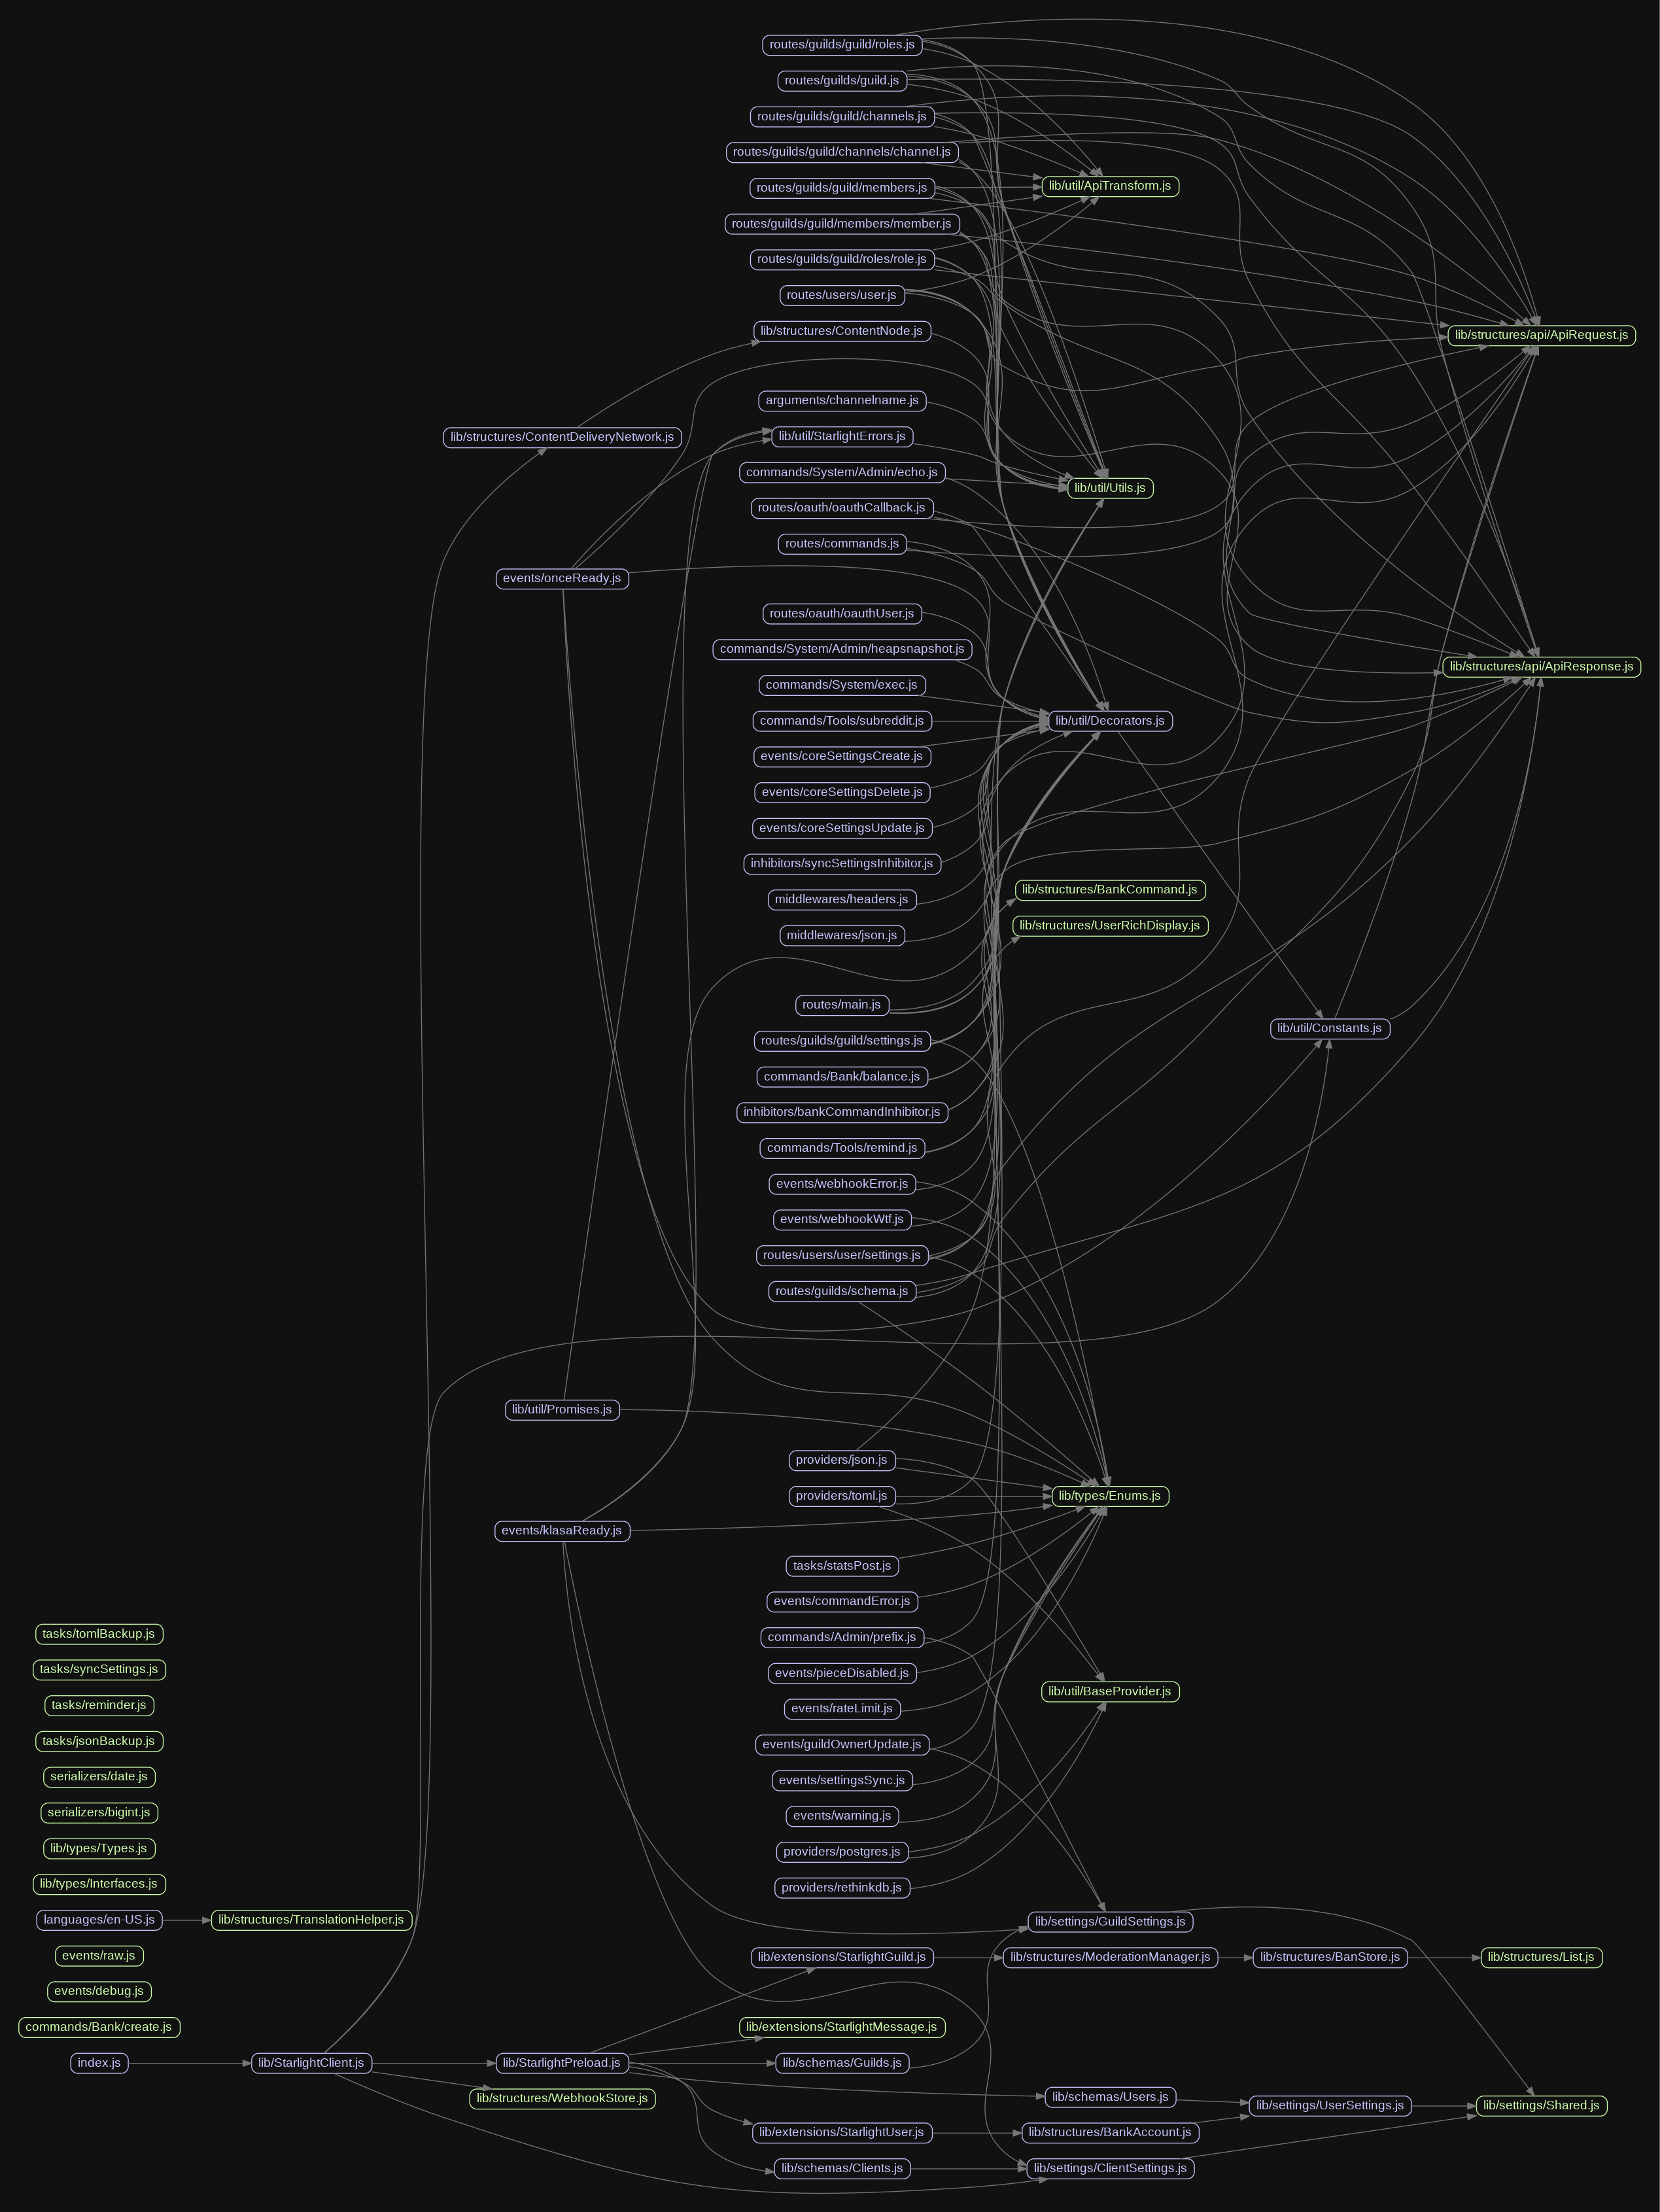 routes/guilds/guild/roles.js
routes/guilds/guild.js
routes/guilds/guild/channels.js
routes/guilds/guild/channels/channel.js
lib/util/ApiTransform.js
routes/guilds/guild/members.js
routes/guilds/guild/members/member.js
routes/guilds/guild/roles/role.js
routes/users/user.js
lib/structures/ContentNode.js
lib/structures/api/ApiRequest.js
arguments/channelname.js
lib/structures/ContentDeliveryNetwork.js
lib/util/StarlightErrors.js
commands/System/Admin/echo.js
lib/util/Utils.js
routes/oauth/oauthCallback.js
routes/commands.js
events/onceReady.js
routes/oauth/oauthUser.js
commands/System/Admin/heapsnapshot.js
lib/structures/api/ApiResponse.js
commands/System/exec.js
commands/Tools/subreddit.js
lib/util/Decorators.js
events/coreSettingsCreate.js
events/coreSettingsDelete.js
events/coreSettingsUpdate.js
inhibitors/syncSettingsInhibitor.js
lib/structures/BankCommand.js
middlewares/headers.js
lib/structures/UserRichDisplay.js
middlewares/json.js
routes/main.js
lib/util/Constants.js
routes/guilds/guild/settings.js
commands/Bank/balance.js
inhibitors/bankCommandInhibitor.js
commands/Tools/remind.js
events/webhookError.js
events/webhookWtf.js
routes/users/user/settings.js
routes/guilds/schema.js
lib/util/Promises.js
providers/json.js
providers/toml.js
lib/types/Enums.js
events/klasaReady.js
tasks/statsPost.js
events/commandError.js
tasks/tomlBackup.js
commands/Admin/prefix.js
tasks/syncSettings.js
events/pieceDisabled.js
lib/util/BaseProvider.js
tasks/reminder.js
events/rateLimit.js
tasks/jsonBackup.js
events/guildOwnerUpdate.js
serializers/date.js
events/settingsSync.js
serializers/bigint.js
events/warning.js
lib/types/Types.js
providers/postgres.js
lib/types/Interfaces.js
providers/rethinkdb.js
languages/en-US.js
lib/structures/TranslationHelper.js
lib/settings/GuildSettings.js
events/raw.js
lib/extensions/StarlightGuild.js
lib/structures/ModerationManager.js
lib/structures/BanStore.js
lib/structures/List.js
events/debug.js
commands/Bank/create.js
lib/extensions/StarlightMessage.js
index.js
lib/StarlightClient.js
lib/StarlightPreload.js
lib/schemas/Guilds.js
lib/structures/WebhookStore.js
lib/schemas/Users.js
lib/settings/UserSettings.js
lib/settings/Shared.js
lib/extensions/StarlightUser.js
lib/structures/BankAccount.js
lib/schemas/Clients.js
lib/settings/ClientSettings.js